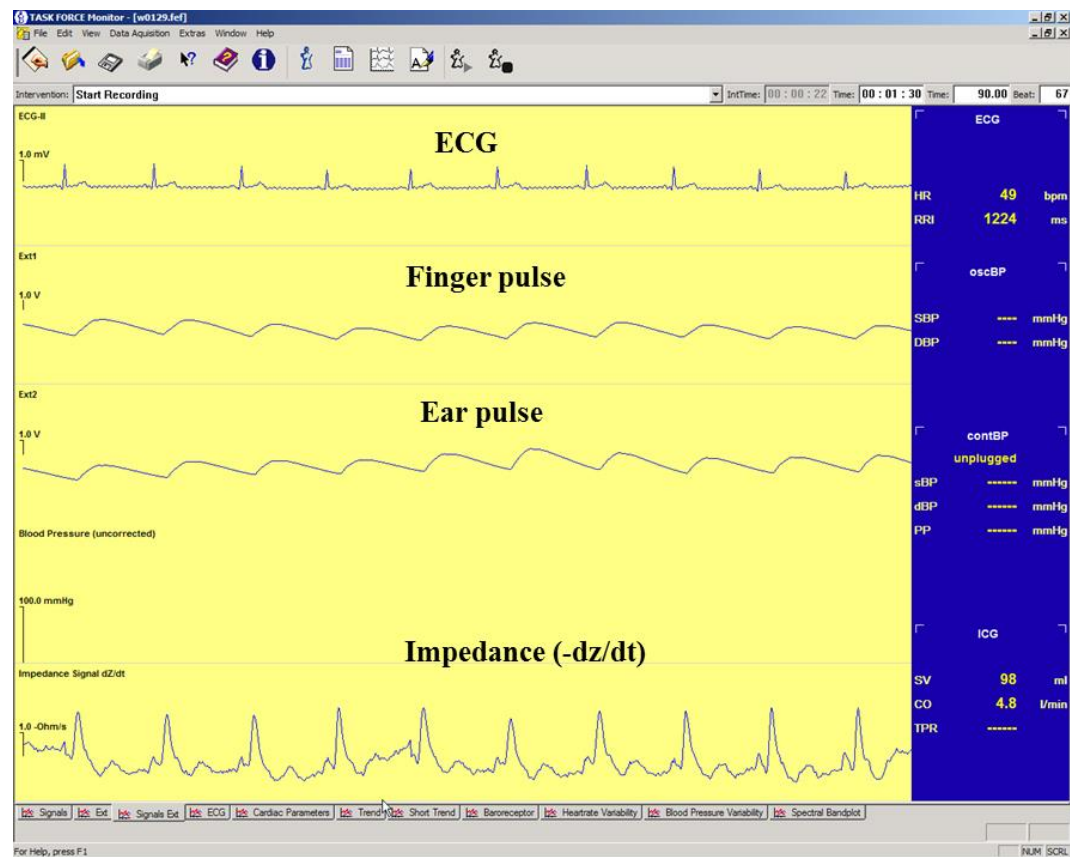 TASK FORCE Monitor - [w0129.fef]
File Edit View Data Aquisition Extras Window Help
Intervention: Start Recording IntTime: 00 : 00 : 22 Time: 00 : 01 : 30 Time: 90.00 Beat: 67
ECG-II
ECG
1.0 mV
Ext1
Finger pulse
1.0 V
Ext2
Ear pulse
1.0 V
Blood Pressure (uncorrected)
100.0 mmHg
Impedance (-dz/dt)
Impedance Signal dZ/dt
1.0 -Ohm/s
ECG
HR 49 bpm
RRI 1224 ms
oscBP
SBP ---- mmHg
DBP ---- mmHg
contBP
unplugged
sBP ------ mmHg
dBP ------ mmHg
PP ------ mmHg
ICG
SV 98 ml
CO 4.8 l/min
TPR ------
Signals Ext Signals Ext ECG Cardiac Parameters Trend Short Trend Baroreceptor Heartrate Variability Blood Pressure Variability Spectral Bandplot
For Help, press F1 NUM SCRL